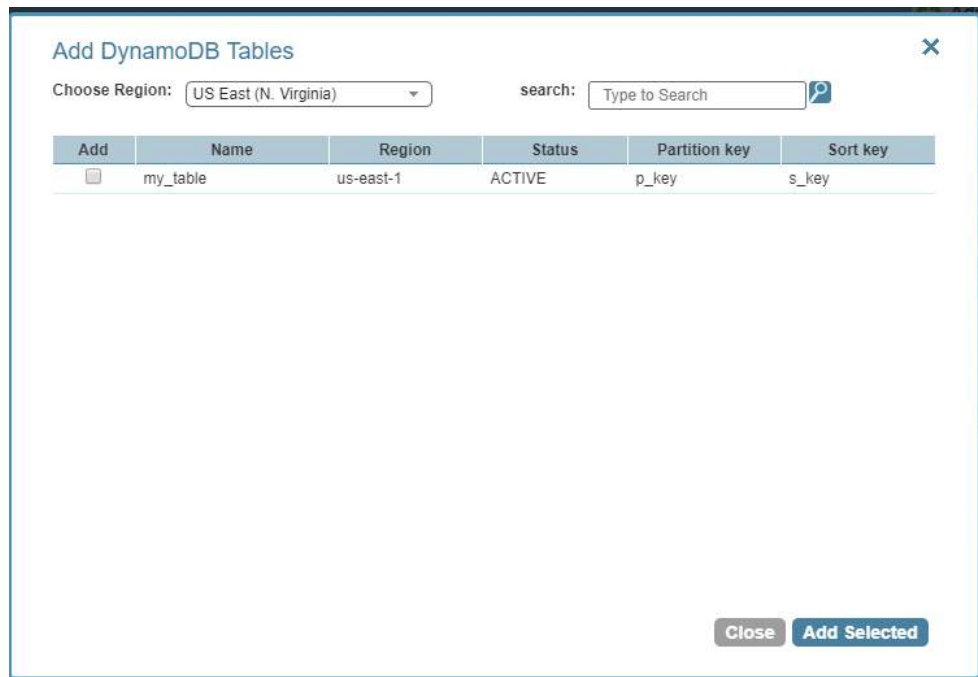 Add DynamoDB Tables
Choose Region: US East (N. Virginia) search: Type to Search
Add Name Region Status Partition key Sort key
my_table us-east-1 ACTIVE p_key s_key
Close Add Selected